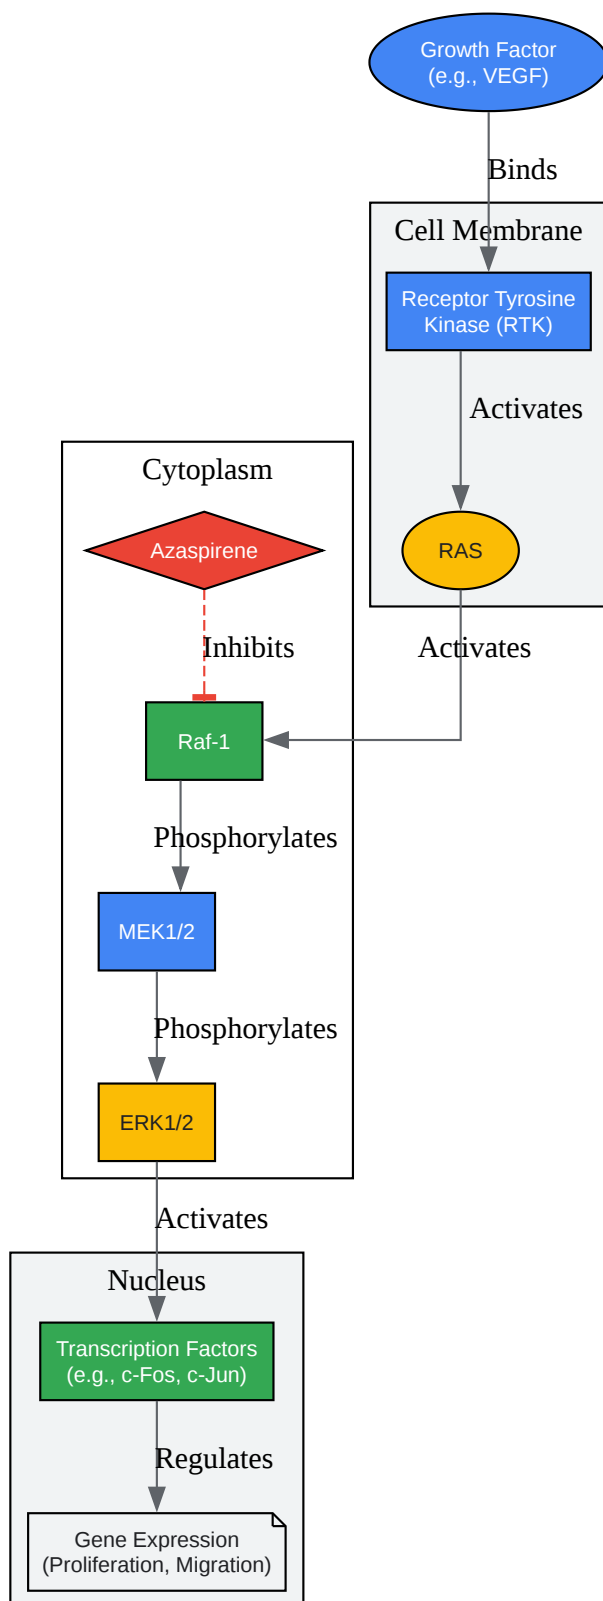 Growth Factor
(e.g., VEGF)
Binds
Cell Membrane
Receptor Tyrosine
Kinase (RTK)
Activates
RAS
Activates
Cytoplasm
Azaspirene
Inhibits
Raf-1
Phosphorylates
MEK1/2
Phosphorylates
ERK1/2
Activates
Nucleus
Transcription Factors
(e.g., c-Fos, c-Jun)
Regulates
Gene Expression
(Proliferation, Migration)